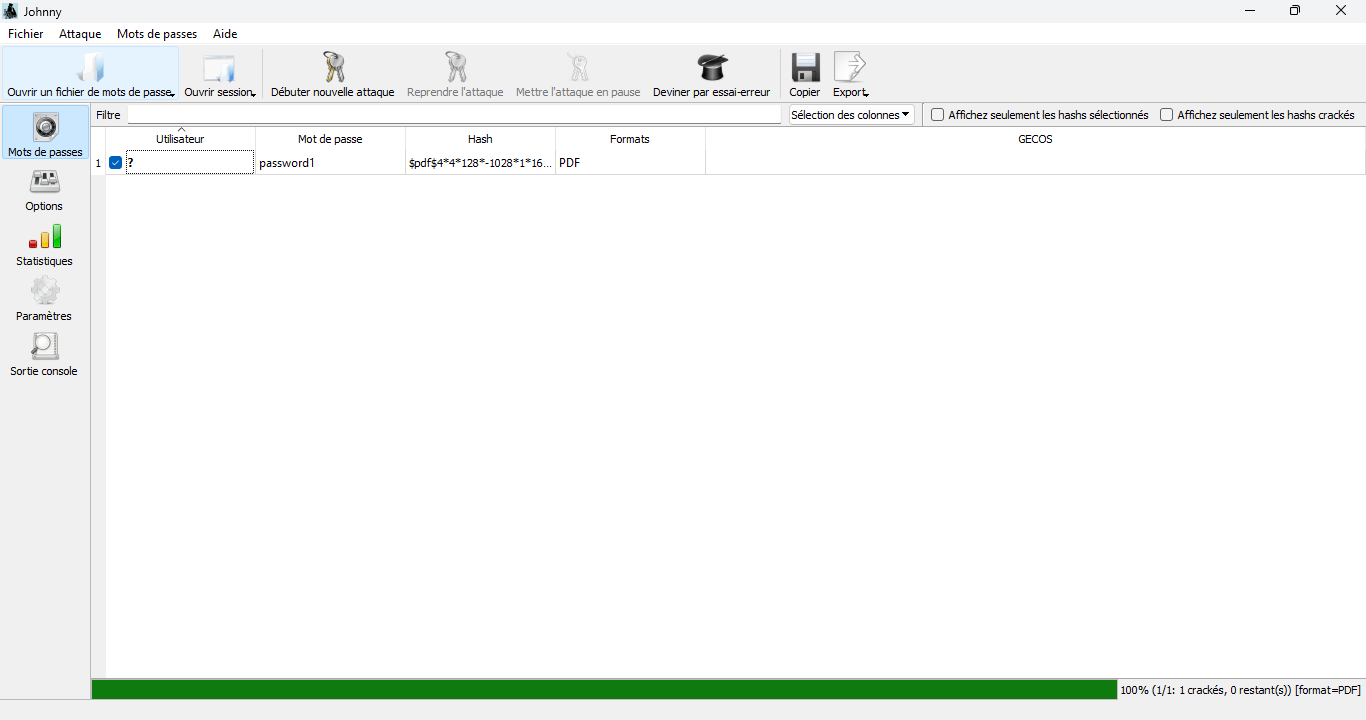 Johnny
Fichier Attaque Mots de passes Aide
Ouvrir un fichier de mots de passe Ouvrir session Débuter nouvelle attaque Reprendre l'attaque Mettre l'attaque en pause Deviner par essai-erreur Copier Export
Filtre Sélection des colonnes Affichez seulement les hashs sélectionnés Affichez seulement les hashs crackés
Utilisateur Mot de passe Hash Formats GECOS
1 ? password1 $pdf$4*4*128*-1028*1*16... PDF
Mots de passes
Options
Statistiques
Paramètres
Sortie console
100% (1/1: 1 crackés, 0 restant(s)) [format=PDF]